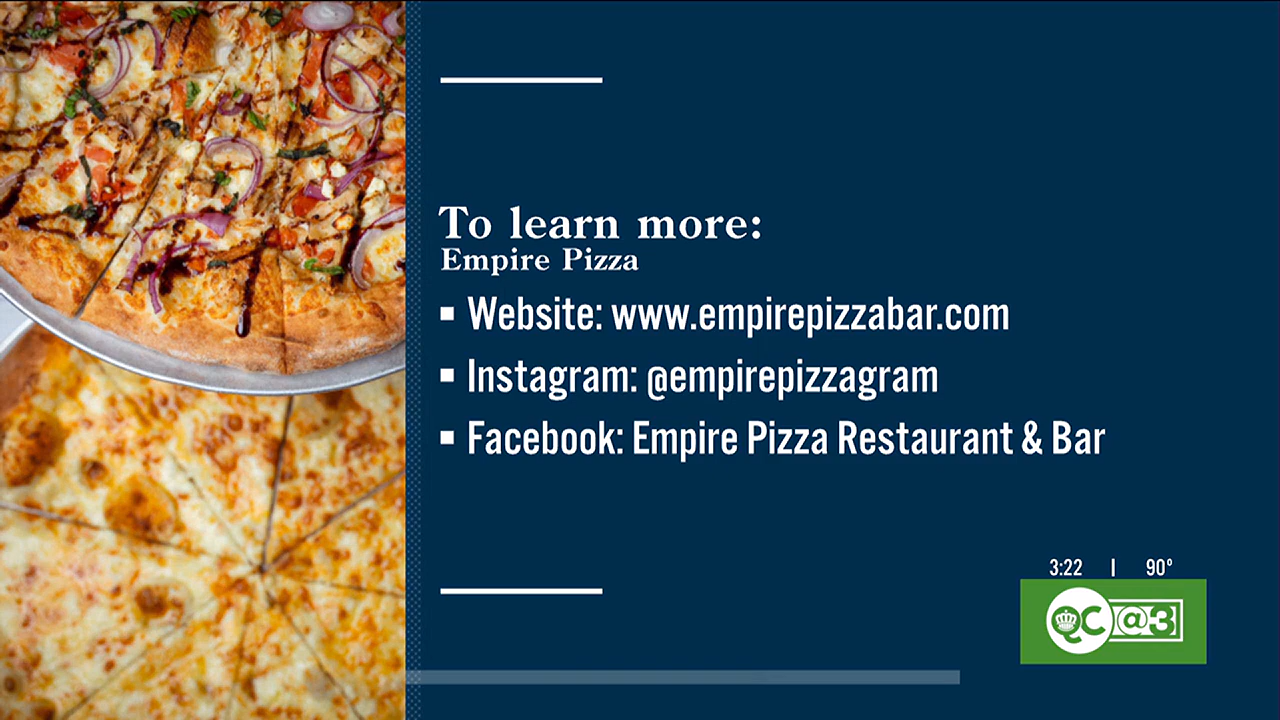 To learn more:
Empire Pizza
▪ Website: www.empirepizzabar.com
▪ Instagram: @empirepizzagram
▪ Facebook: Empire Pizza Restaurant & Bar
3:22 | 90°
QC @3